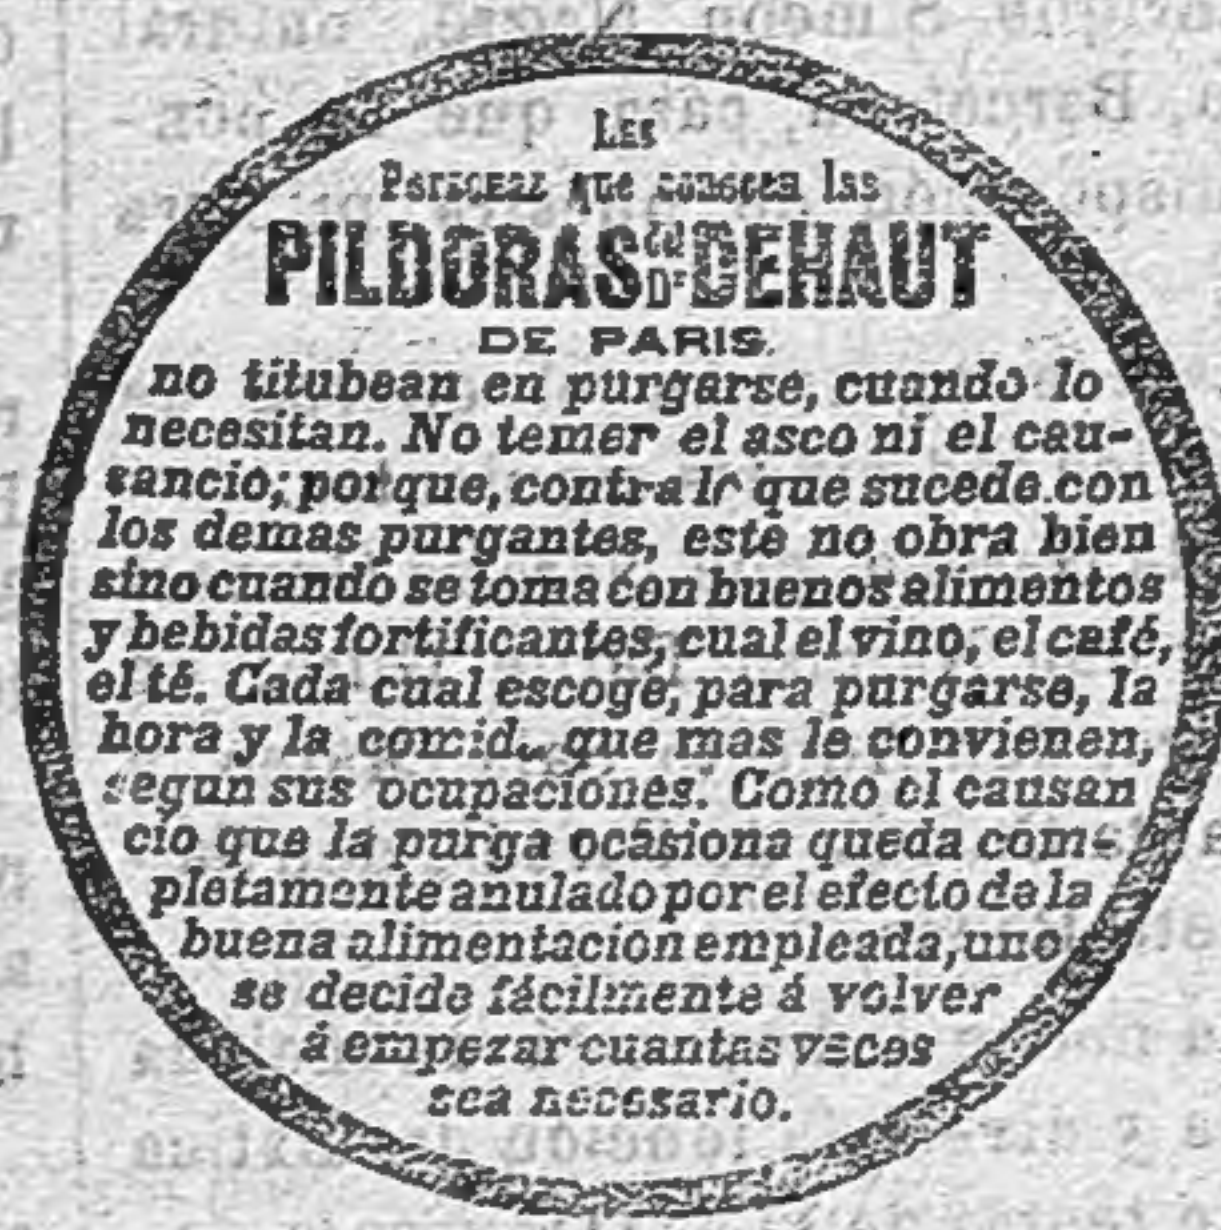 Las
Personas que conocen las
PILDORAS del DR DEHAUT
DE PARIS.
no titubean en purgarse, cuando lo
necesitan. No temer el asco ni el cau-
sancio; porque, contra lo que sucede con
los demas purgantes, este no obra bien
sino cuando se toma con buenos alimentos
y bebidas fortificantes, cual el vino, el café,
el té. Cada cual escoge, para purgarse, la
hora y la comida que mas le convienen,
segun sus ocupaciones. Como el causan
cio que la purga ocasiona queda com-
pletamente anulado por el efecto de la
buena alimentacion empleada, uno
se decide fácilmente á volver
á empezar cuantas veces
sea necesario.